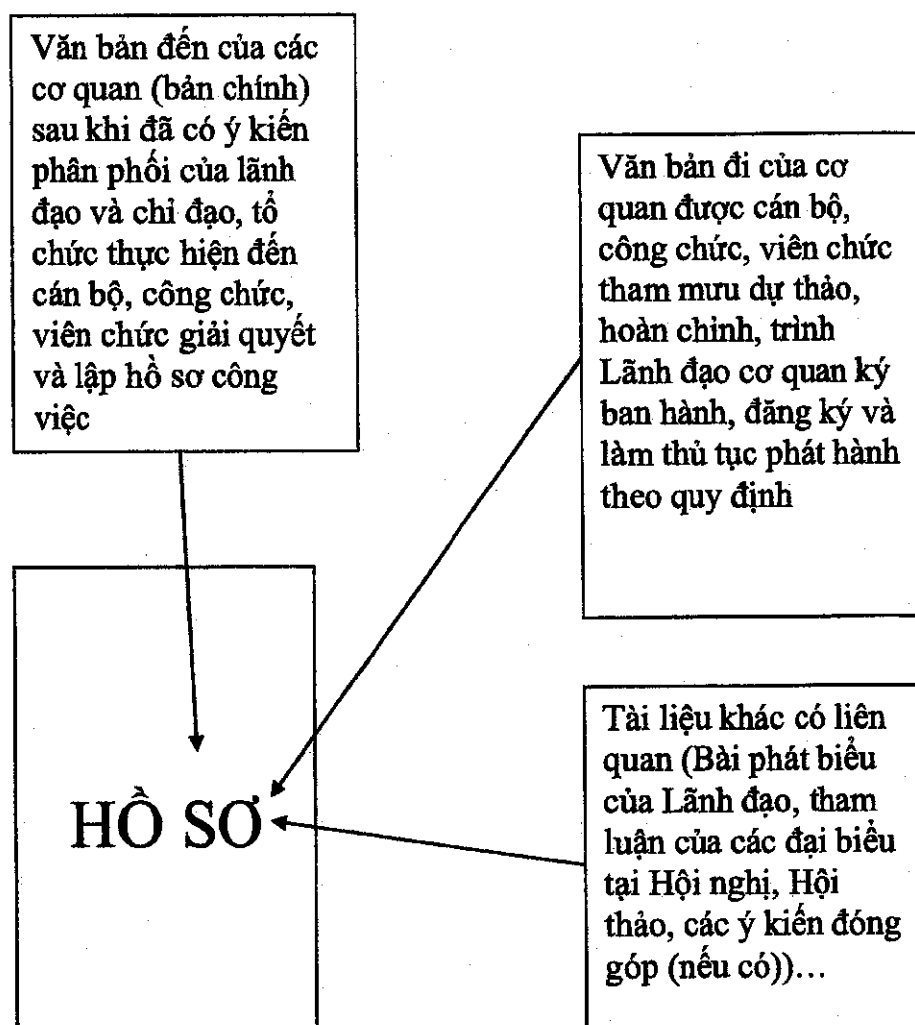 Văn bản đến của các
cơ quan (bản chính)
sau khi đã có ý kiến
phân phối của lãnh
đạo và chỉ đạo, tổ
chức thực hiện đến
cán bộ, công chức,
viên chức giải quyết
và lập hồ sơ công
việc
Văn bản đi của cơ
quan được cán bộ,
công chức, viên chức
tham mưu dự thảo,
hoàn chỉnh, trình
Lãnh đạo cơ quan ký
ban hành, đăng ký và
làm thủ tục phát hành
theo quy định
HỒ SƠ
Tài liệu khác có liên
quan (Bài phát biểu
của Lãnh đạo, tham
luận của các đại biểu
tại Hội nghị, Hội
thảo, các ý kiến đóng
góp (nếu có))...